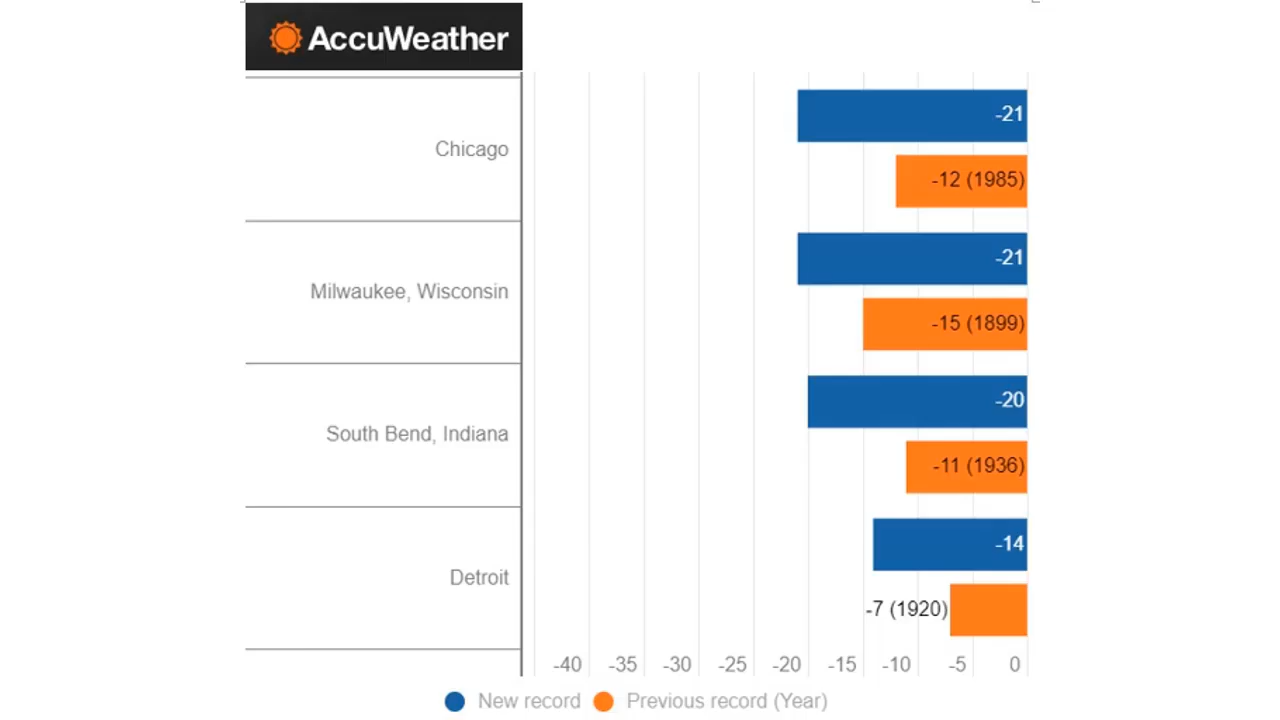 AccuWeather
-21
Chicago
-12 (1985)
-21
Milwaukee, Wisconsin
-15 (1899)
-20
South Bend, Indiana
-11 (1936)
-14
Detroit
-7 (1920)
-40 -35 -30 -25 -20 -15 -10 -5 0
New record Previous record (Year)